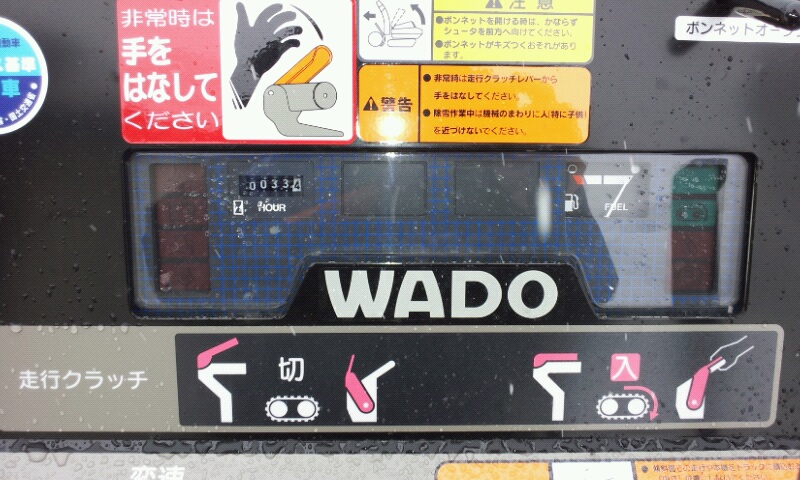 非常時は
手を
はなして
ください
注意
●ボンネットを開ける時は、かならず
シュータを前方へ向けてください。
●ボンネットがキズつくおそれがあり
ます。
警告
●非常時は走行クラッチレバーから
手をはなしてください。
●除雪作業中は機械のまわりに人(特に子供)
を近づけないでください。
ボンネットオープ
00334
HOUR
FUEL
WADO
走行クラッチ
切
入
変速